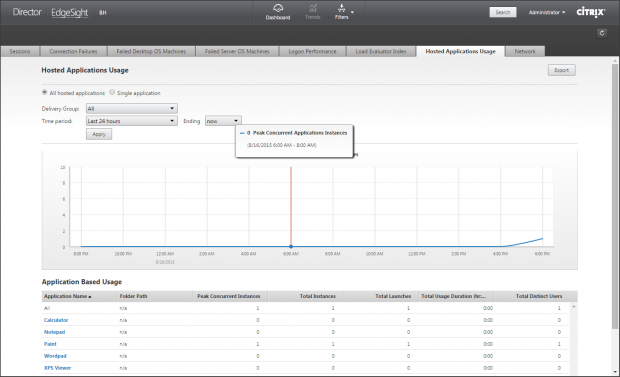 Director EdgeSight BH
Dashboard Trends Filters
Search Administrator CITRIX
Sessions Connection Failures Failed Desktop OS Machines Failed Server OS Machines Logon Performance Load Evaluator Index Hosted Applications Usage Network
Hosted Applications Usage Export
All hosted applications Single application
Delivery Group: All
Time period: Last 24 hours Ending now
Apply
0 Peak Concurrent Applications Instances
(8/16/2015 6:00 AM - 8:00 AM)
10
8
6
4
2
0
8:00 PM 10:00 PM 12:00 AM 2:00 AM 4:00 AM 6:00 AM 8:00 AM 10:00 AM 12:00 PM 2:00 PM 4:00 PM 6:00 PM
8/16/2015
Application Based Usage
Application Name Folder Path Peak Concurrent Instances Total Instances Total Launches Total Usage Duration (hr:... Total Distinct Users
All n/a 1 1 1 0:00 1
Calculator n/a 0 0 0 0:00 0
Notepad n/a 0 0 0 0:00 0
Paint n/a 1 1 1 0:00 1
Wordpad n/a 0 0 0 0:00 0
XPS Viewer n/a 0 0 0 0:00 0